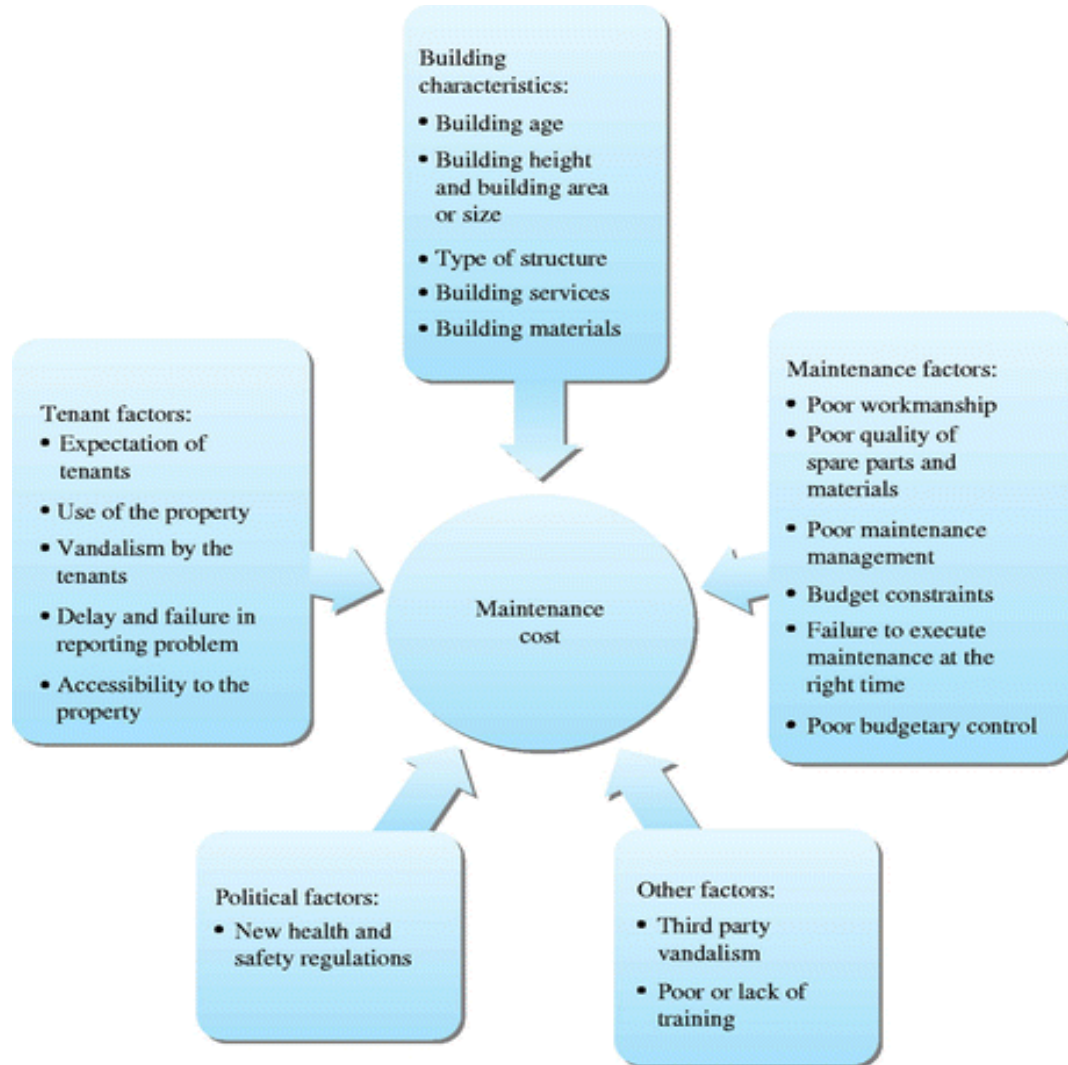 Building
characteristics:
• Building age
• Building height
and building area
or size
• Type of structure
• Building services
• Building materials
Tenant factors:
• Expectation of
tenants
• Use of the property
• Vandalism by the
tenants
• Delay and failure in
reporting problem
• Accessibility to the
property
Maintenance
cost
Maintenance factors:
• Poor workmanship
• Poor quality of
spare parts and
materials
• Poor maintenance
management
• Budget constraints
• Failure to execute
maintenance at the
right time
• Poor budgetary control
Political factors:
• New health and
safety regulations
Other factors:
• Third party
vandalism
• Poor or lack of
training